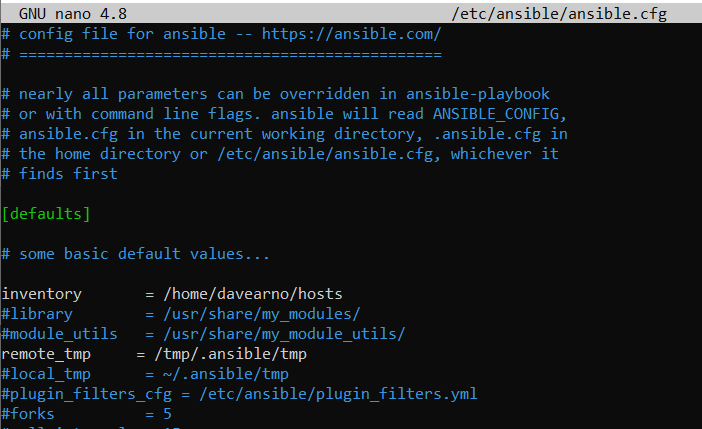 GNU nano 4.8 /etc/ansible/ansible.cfg
# config file for ansible -- https://ansible.com/
# ===============================================

# nearly all parameters can be overridden in ansible-playbook
# or with command line flags. ansible will read ANSIBLE_CONFIG,
# ansible.cfg in the current working directory, .ansible.cfg in
# the home directory or /etc/ansible/ansible.cfg, whichever it
# finds first

[defaults]

# some basic default values...

inventory       = /home/davearno/hosts
#library        = /usr/share/my_modules/
#module_utils   = /usr/share/my_module_utils/
remote_tmp     = /tmp/.ansible/tmp
#local_tmp      = ~/.ansible/tmp
#plugin_filters_cfg = /etc/ansible/plugin_filters.yml
#forks          = 5